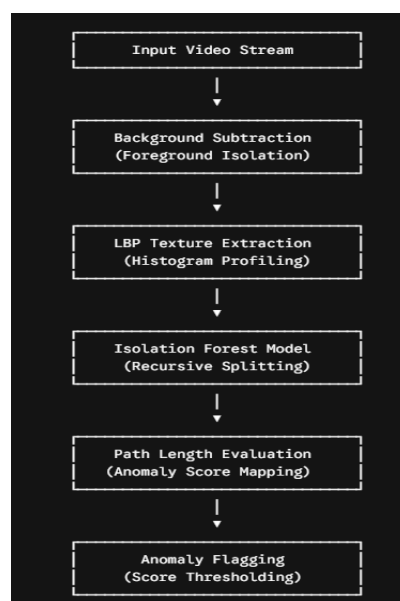 Input Video Stream
Background Subtraction
(Foreground Isolation)
LBP Texture Extraction
(Histogram Profiling)
Isolation Forest Model
(Recursive Splitting)
Path Length Evaluation
(Anomaly Score Mapping)
Anomaly Flagging
(Score Thresholding)